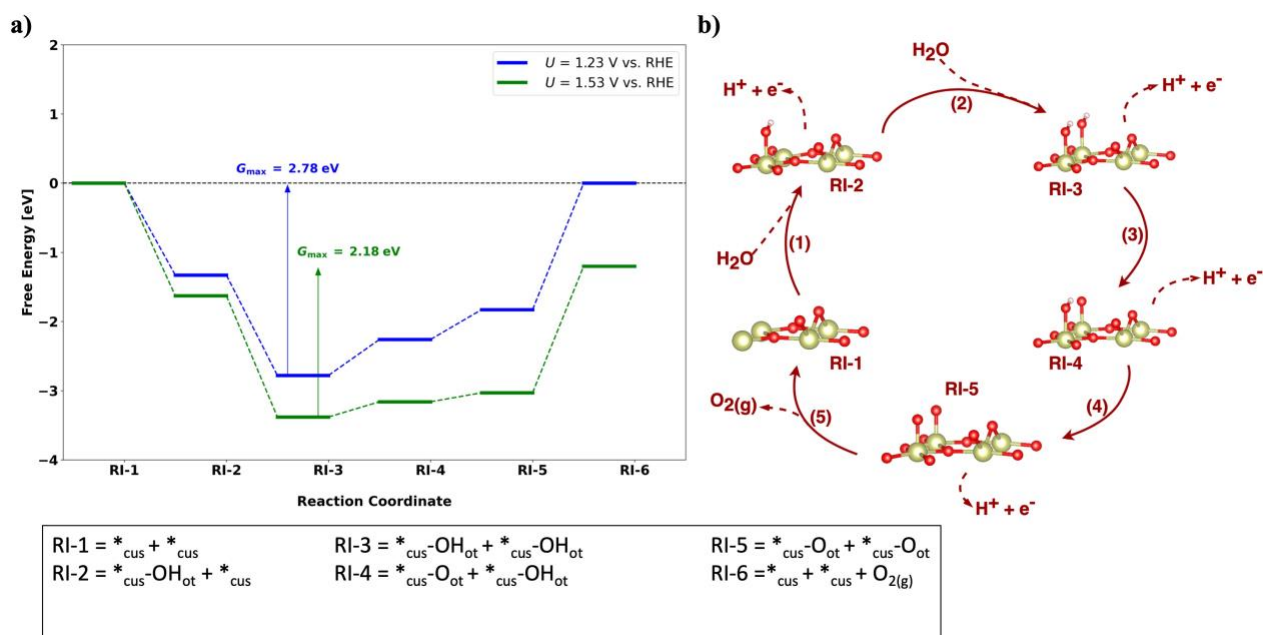 a)
2
1
0
−1
−2
−3
−4
Free Energy [eV]
U = 1.23 V vs. RHE
U = 1.53 V vs. RHE
Gmax = 2.78 eV
Gmax = 2.18 eV
RI-1 RI-2 RI-3 RI-4 RI-5 RI-6
Reaction Coordinate
b)
H2O
H+ + e-
(2)
H+ + e-
RI-2
RI-3
(1)
H2O
(3)
H+ + e-
RI-1
RI-4
RI-5
O2(g)
(5)
(4)
H+ + e-
RI-1 = *cus + *cus
RI-2 = *cus-OHot + *cus
RI-3 = *cus-OHot + *cus-OHot
RI-4 = *cus-Oot + *cus-OHot
RI-5 = *cus-Oot + *cus-Oot
RI-6 =*cus + *cus + O2(g)